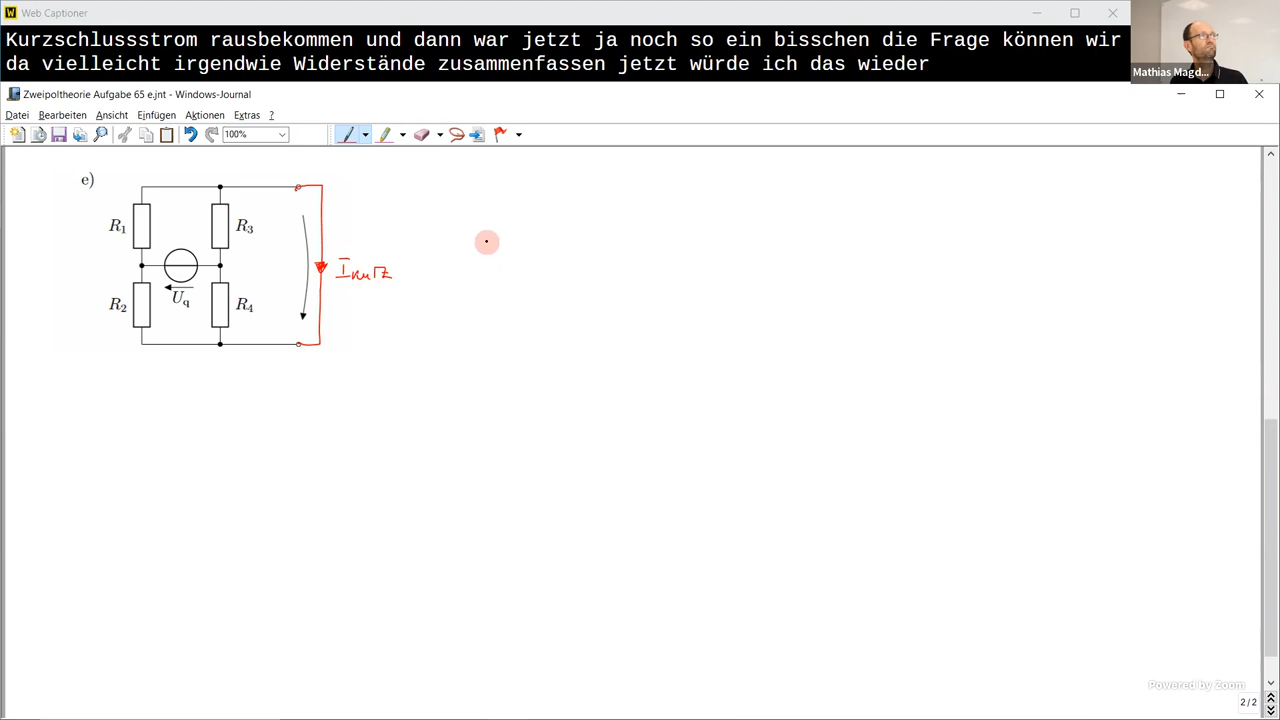 Web Captioner
Kurzschlussstrom rausbekommen und dann war jetzt ja noch so ein bisschen die Frage können wir
da vielleicht irgendwie Widerstände zusammenfassen jetzt würde ich das wieder
Mathias Magd...
Zweipoltheorie Aufgabe 65 e.jnt - Windows-Journal
Datei Bearbeiten Ansicht Einfügen Aktionen Extras ?
100%
e)
R1 R3
Ikurz
Uq
R2 R4
Powered by Zoom
2 / 2